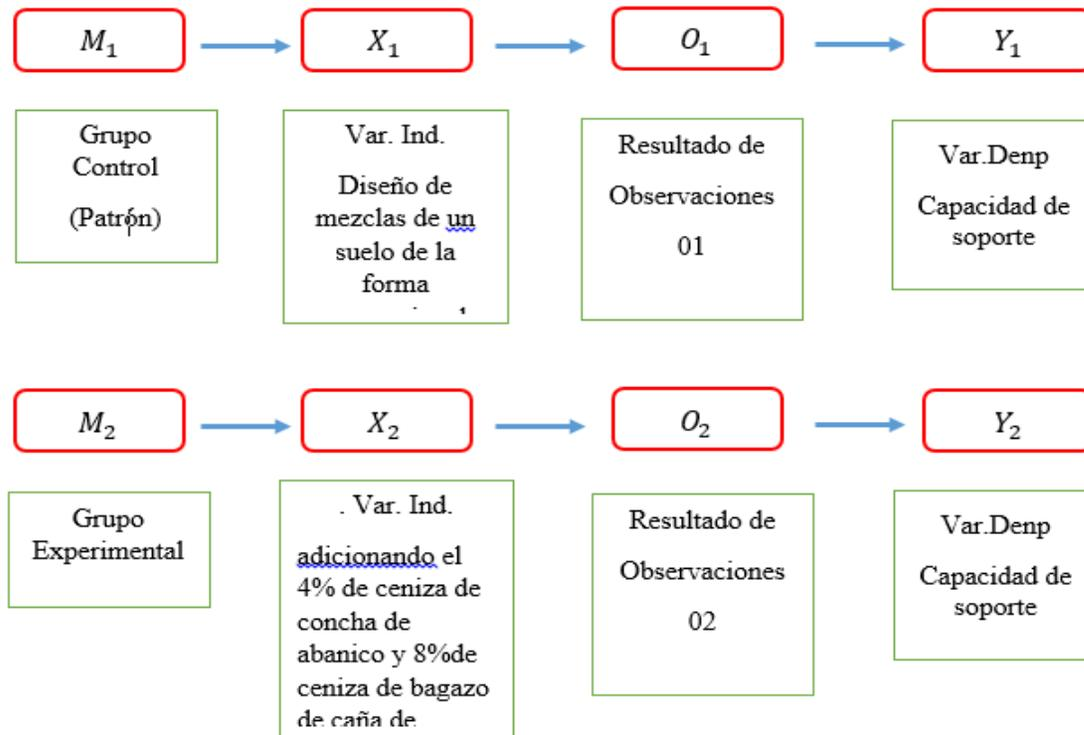 M1
X1
O1
Y1
Grupo
Control
(Patrón)
Var. Ind.
Diseño de
mezclas de un
suelo de la
forma
Resultado de
Observaciones
01
Var.Denp
Capacidad de
soporte
M2
X2
O2
Y2
Grupo
Experimental
. Var. Ind.
adicionando el
4% de ceniza de
concha de
abanico y 8%de
ceniza de bagazo
de caña de
Resultado de
Observaciones
02
Var.Denp
Capacidad de
soporte